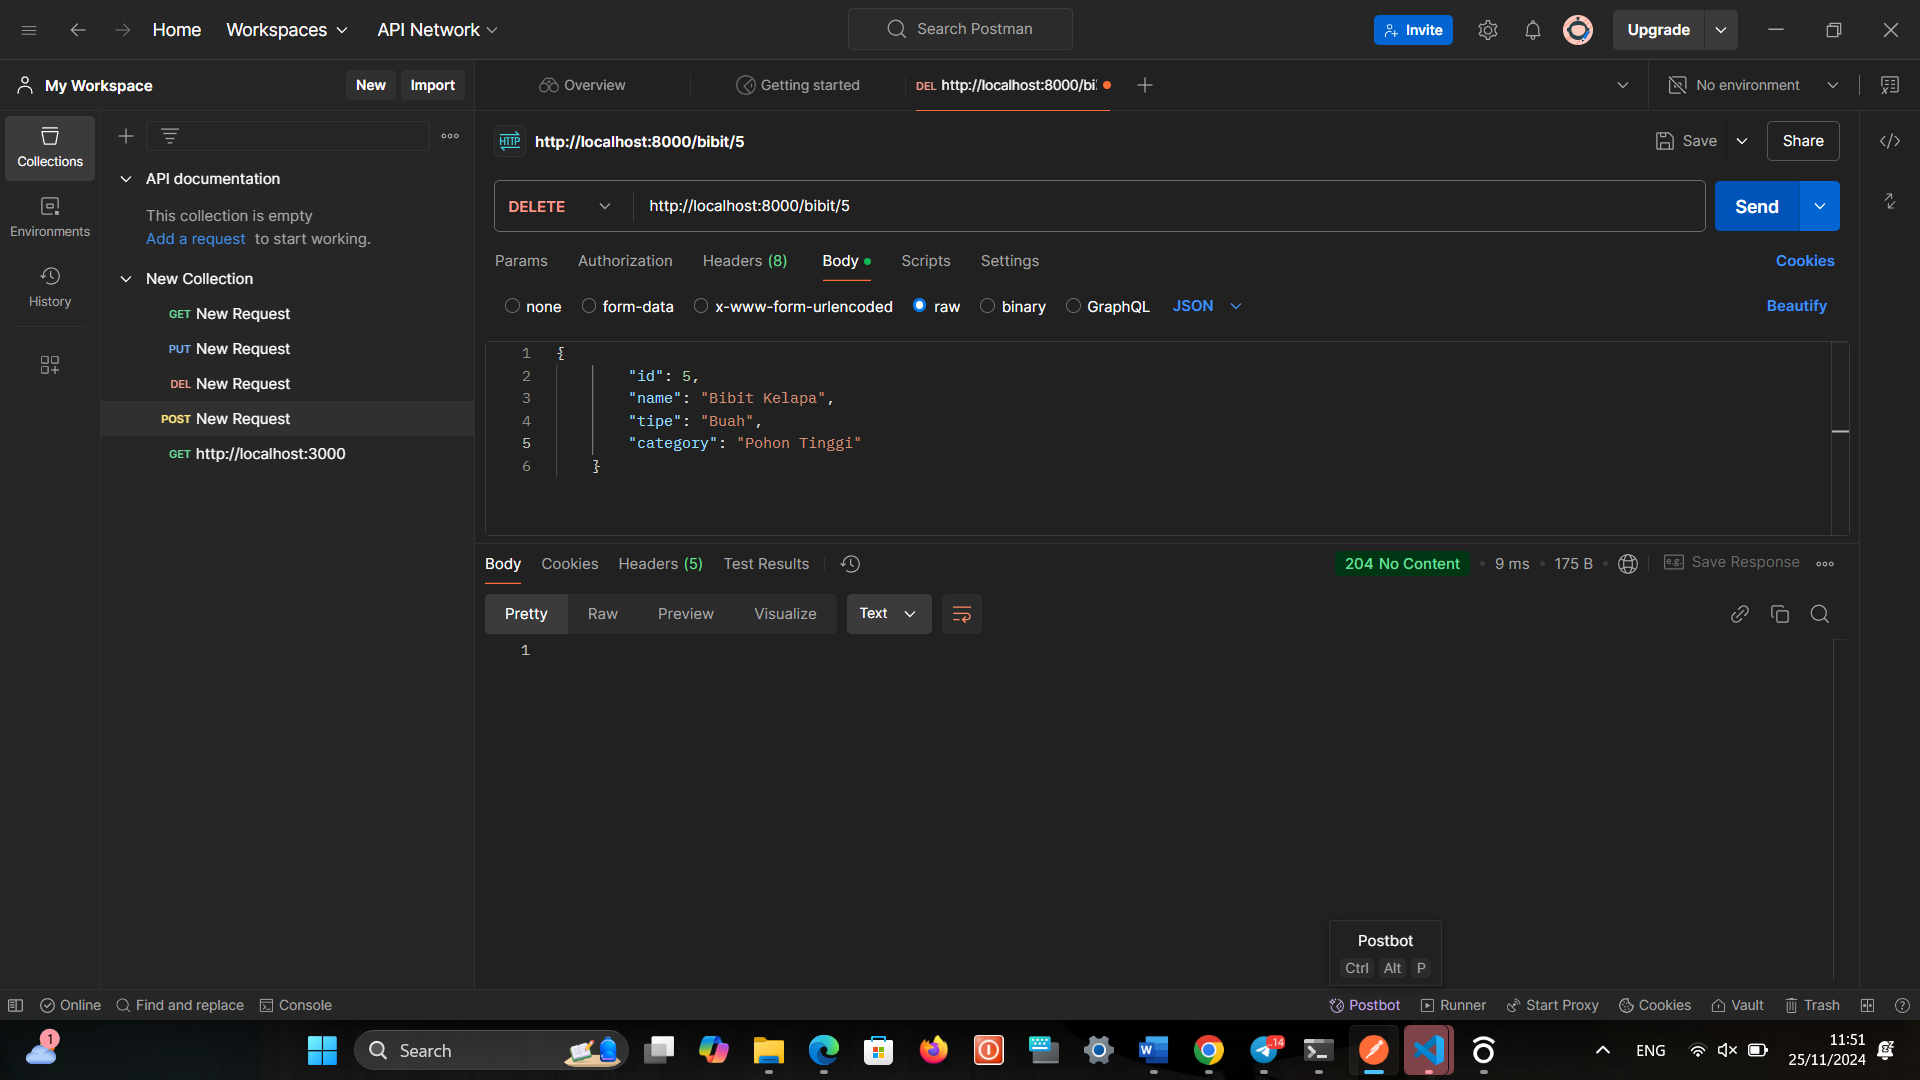 Home
Workspaces
API Network
Search Postman
Invite
Upgrade
My Workspace
New
Import
Overview
Getting started
DEL http://localhost:8000/bi
No environment
Collections
Environments
History
API documentation
This collection is empty
Add a request to start working.
New Collection
GET New Request
PUT New Request
DEL New Request
POST New Request
GET http://localhost:3000
HTTP http://localhost:8000/bibit/5
Save
Share
DELETE
http://localhost:8000/bibit/5
Send
Params
Authorization
Headers (8)
Body
Scripts
Settings
Cookies
none
form-data
x-www-form-urlencoded
raw
binary
GraphQL
JSON
Beautify
1 {
2 "id": 5,
3 "name": "Bibit Kelapa",
4 "tipe": "Buah",
5 "category": "Pohon Tinggi"
6 }
Body
Cookies
Headers (5)
Test Results
204 No Content
9 ms
175 B
e.g. Save Response
Pretty
Raw
Preview
Visualize
Text
1
Postbot
Ctrl Alt P
Online
Find and replace
Console
Postbot
Runner
Start Proxy
Cookies
Vault
Trash
1
Search
W
14
ENG
11:51
25/11/2024